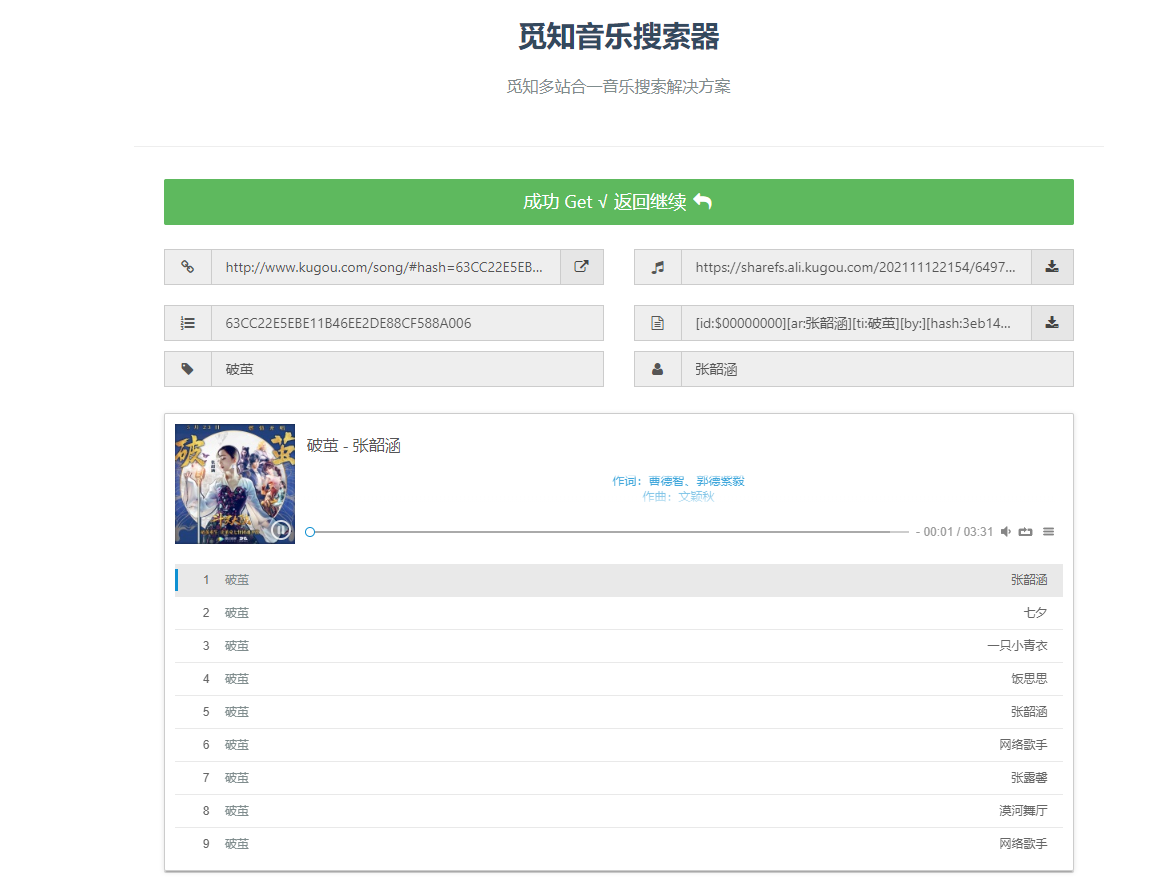 觅知音乐搜索器
觅知多站合一音乐搜索解决方案
成功 Get √ 返回继续
http://www.kugou.com/song/#hash=63CC22E5EB...
https://sharefs.ali.kugou.com/202111122154/6497...
63CC22E5EBE11B46EE2DE88CF588A006
[id:$00000000][ar:张韶涵][ti:破茧][by:][hash:3eb14...
破茧
张韶涵
破茧
破茧 - 张韶涵
作词：曹德智、郭德紫毅
作曲：文颖秋
- 00:01 / 03:31
1 破茧 张韶涵
2 破茧 七夕
3 破茧 一只小青衣
4 破茧 饭思思
5 破茧 张韶涵
6 破茧 网络歌手
7 破茧 张露馨
8 破茧 漠河舞厅
9 破茧 网络歌手